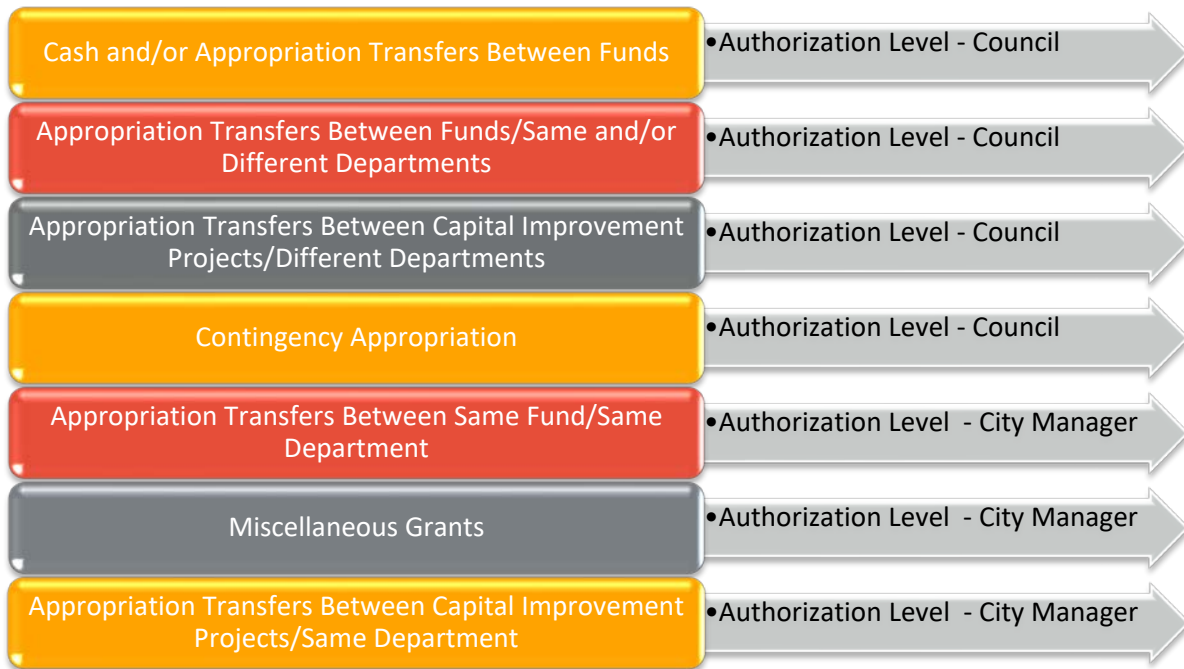 Cash and/or Appropriation Transfers Between Funds
•Authorization Level - Council
Appropriation Transfers Between Funds/Same and/or
Different Departments
•Authorization Level - Council
Appropriation Transfers Between Capital Improvement
Projects/Different Departments
•Authorization Level - Council
Contingency Appropriation
•Authorization Level - Council
Appropriation Transfers Between Same Fund/Same
Department
•Authorization Level  - City Manager
Miscellaneous Grants
•Authorization Level  - City Manager
Appropriation Transfers Between Capital Improvement
Projects/Same Department
•Authorization Level  - City Manager